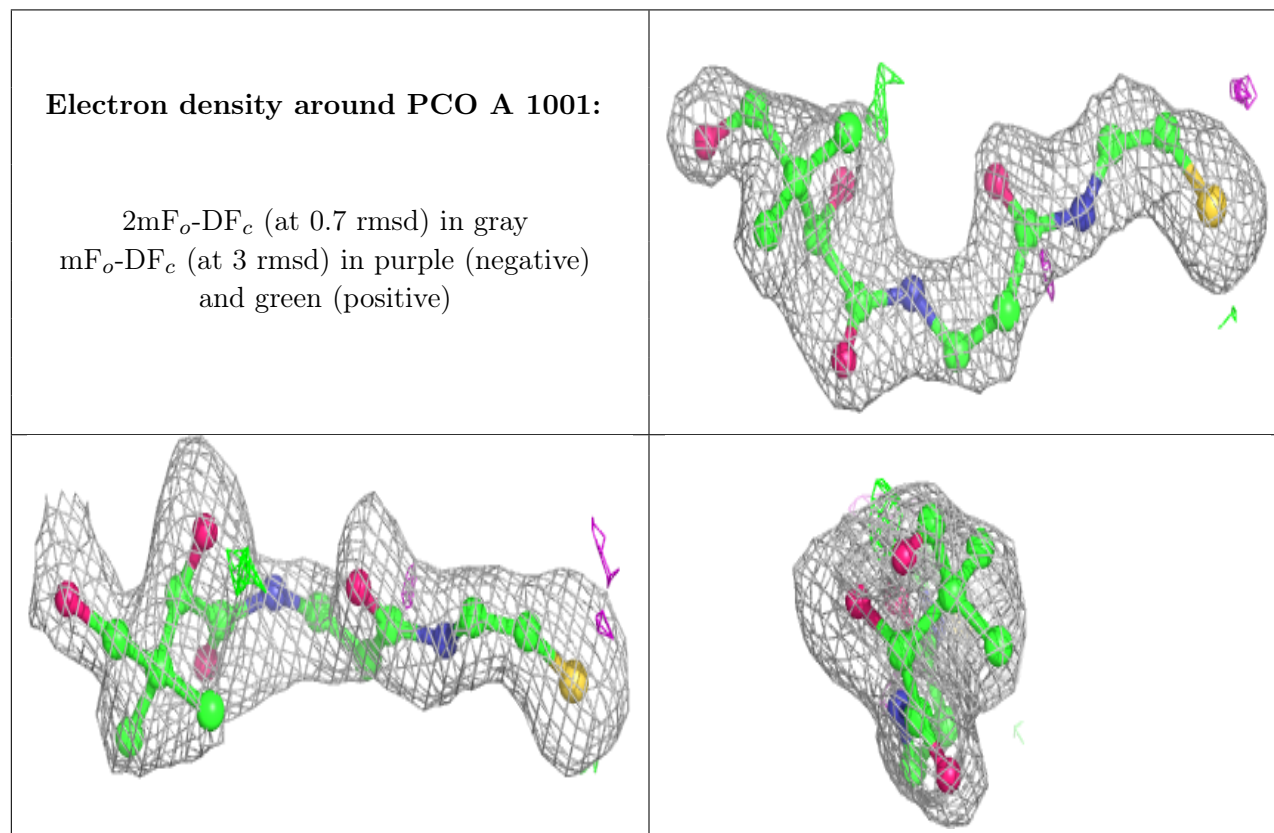 Electron density around PCO A 1001:
2mFₒ-DF𝒸 (at 0.7 rmsd) in gray
mFₒ-DF𝒸 (at 3 rmsd) in purple (negative)
and green (positive)